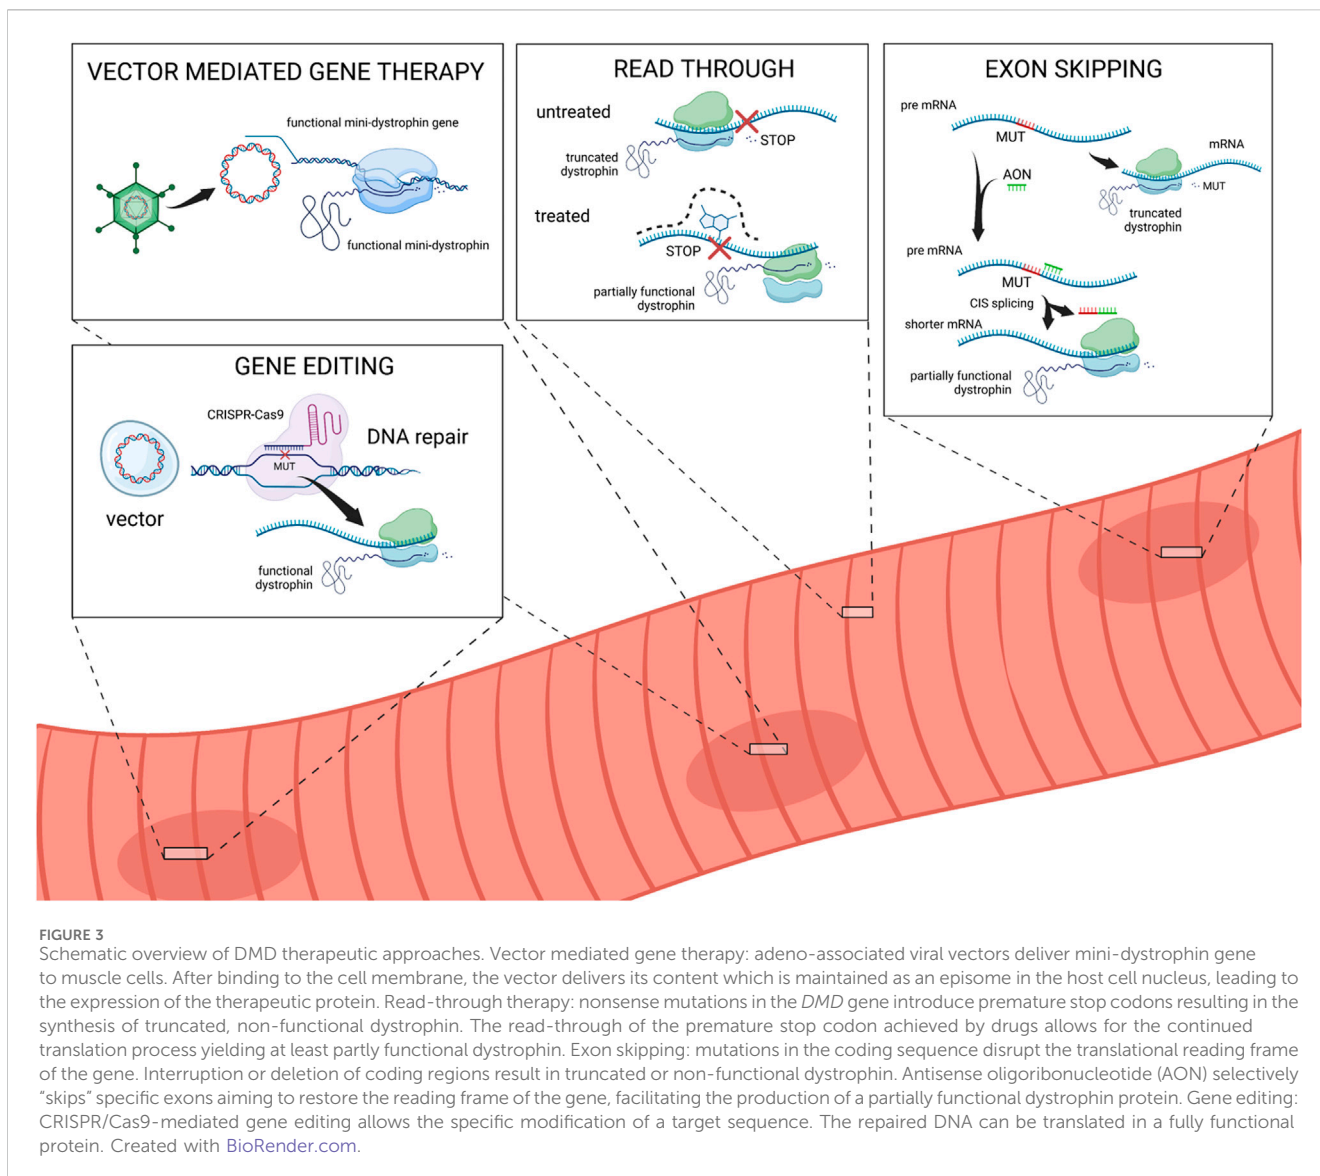 VECTOR MEDIATED GENE THERAPY
functional mini-dystrophin gene
functional mini-dystrophin
READ THROUGH
untreated
STOP
truncated
dystrophin
treated
STOP
partially functional
dystrophin
EXON SKIPPING
pre mRNA
MUT
mRNA
AON
MUT
truncated
dystrophin
pre mRNA
MUT
CIS splicing
shorter mRNA
partially functional
dystrophin
GENE EDITING
CRISPR-Cas9
DNA repair
MUT
vector
functional
dystrophin
FIGURE 3
Schematic overview of DMD therapeutic approaches. Vector mediated gene therapy: adeno-associated viral vectors deliver mini-dystrophin gene
to muscle cells. After binding to the cell membrane, the vector delivers its content which is maintained as an episome in the host cell nucleus, leading to
the expression of the therapeutic protein. Read-through therapy: nonsense mutations in the DMD gene introduce premature stop codons resulting in the
synthesis of truncated, non-functional dystrophin. The read-through of the premature stop codon achieved by drugs allows for the continued
translation process yielding at least partly functional dystrophin. Exon skipping: mutations in the coding sequence disrupt the translational reading frame
of the gene. Interruption or deletion of coding regions result in truncated or non-functional dystrophin. Antisense oligoribonucleotide (AON) selectively
“skips” specific exons aiming to restore the reading frame of the gene, facilitating the production of a partially functional dystrophin protein. Gene editing:
CRISPR/Cas9-mediated gene editing allows the specific modification of a target sequence. The repaired DNA can be translated in a fully functional
protein. Created with BioRender.com.